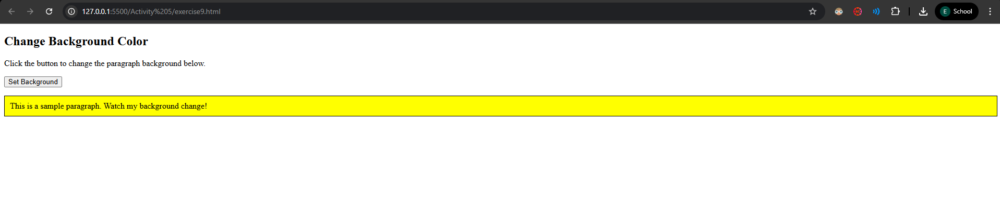 127.0.0.1:5500/Activity%205/exercise9.html
E School
Change Background Color
Click the button to change the paragraph background below.
Set Background
This is a sample paragraph. Watch my background change!